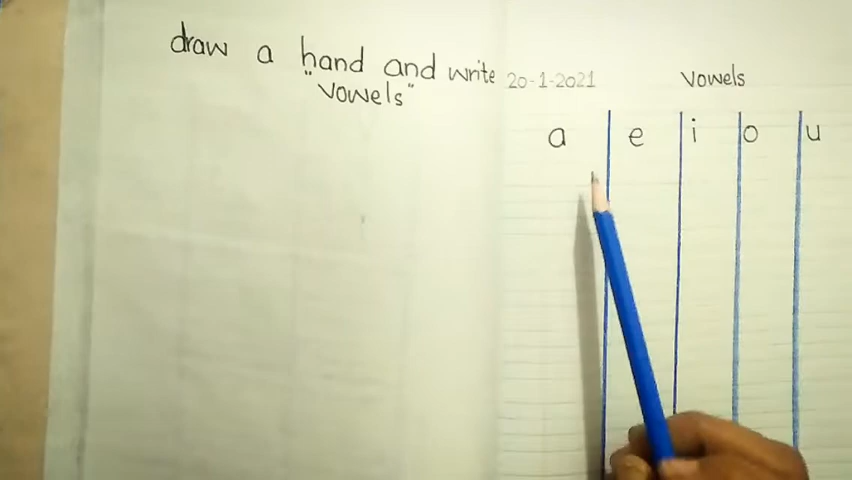 draw a hand and write
"Vowels"
20-1-2021
Vowels
a e i o u